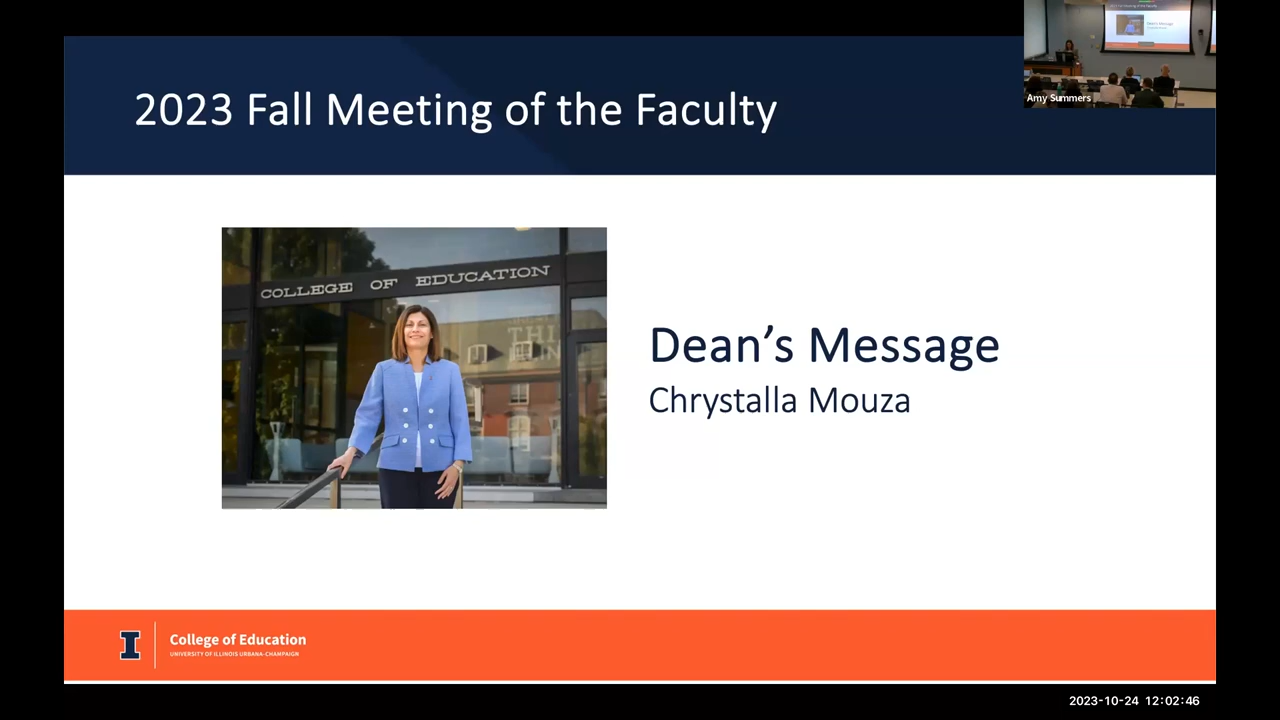 2023 Fall Meeting of the Faculty
Amy Summers
COLLEGE OF EDUCATION
Dean's Message
Chrystalla Mouza
I
College of Education
UNIVERSITY OF ILLINOIS URBANA-CHAMPAIGN
2023-10-24 12:02:46